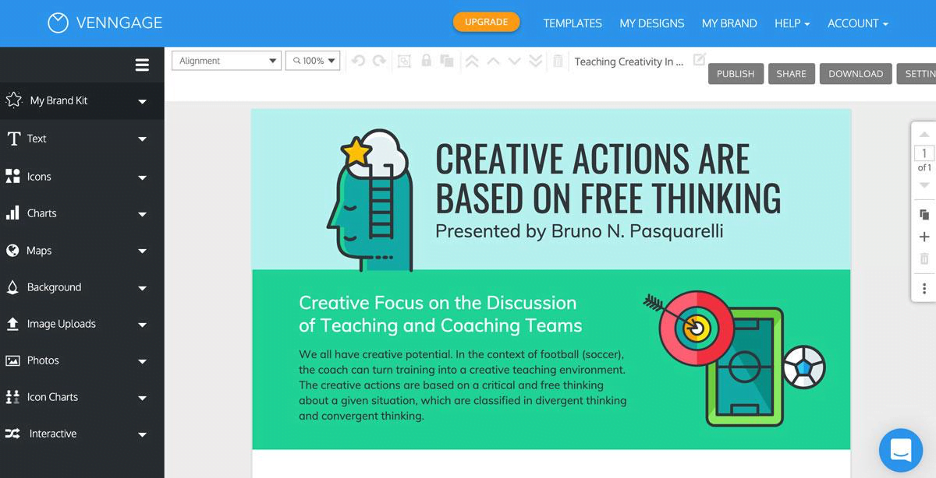 VENNGAGE
UPGRADE
TEMPLATES
MY DESIGNS
MY BRAND
HELP
ACCOUNT
Alignment
100%
Teaching Creativity In ...
PUBLISH
SHARE
DOWNLOAD
SETTIN
My Brand Kit
Text
Icons
Charts
Maps
Background
Image Uploads
Photos
Icon Charts
Interactive
CREATIVE ACTIONS ARE
BASED ON FREE THINKING
Presented by Bruno N. Pasquarelli
Creative Focus on the Discussion
of Teaching and Coaching Teams
We all have creative potential. In the context of football (soccer),
the coach can turn training into a creative teaching environment.
The creative actions are based on a critical and free thinking
about a given situation, which are classified in divergent thinking
and convergent thinking.
1
of 1